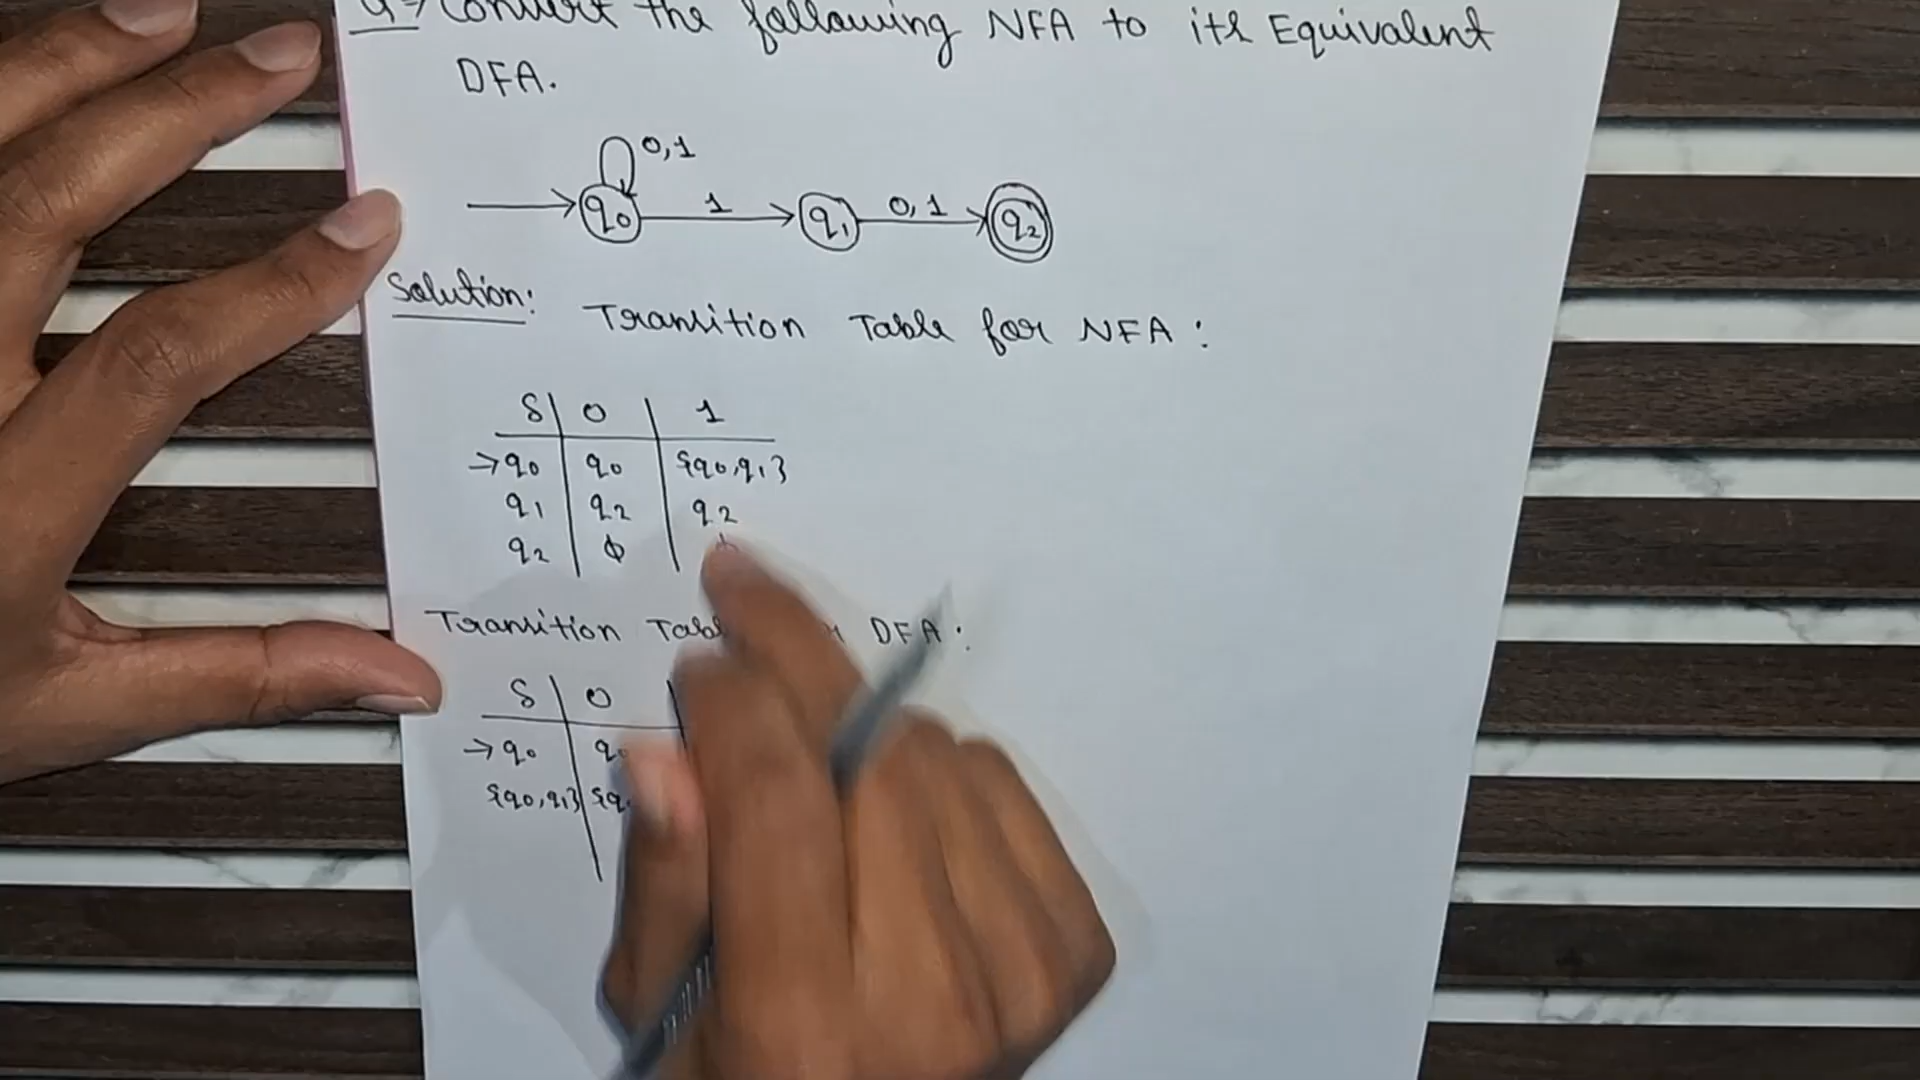 Convert the following NFA to its Equivalent
DFA.
0,1
q0 1 q1 0,1 q2
Solution: Transition Table for NFA :
δ 0 1
→q0 q0 {q0,q1}
q1 q2 q2
q2 ϕ
Transition DFA :
δ 0
→q0 q0
{q0,q1}